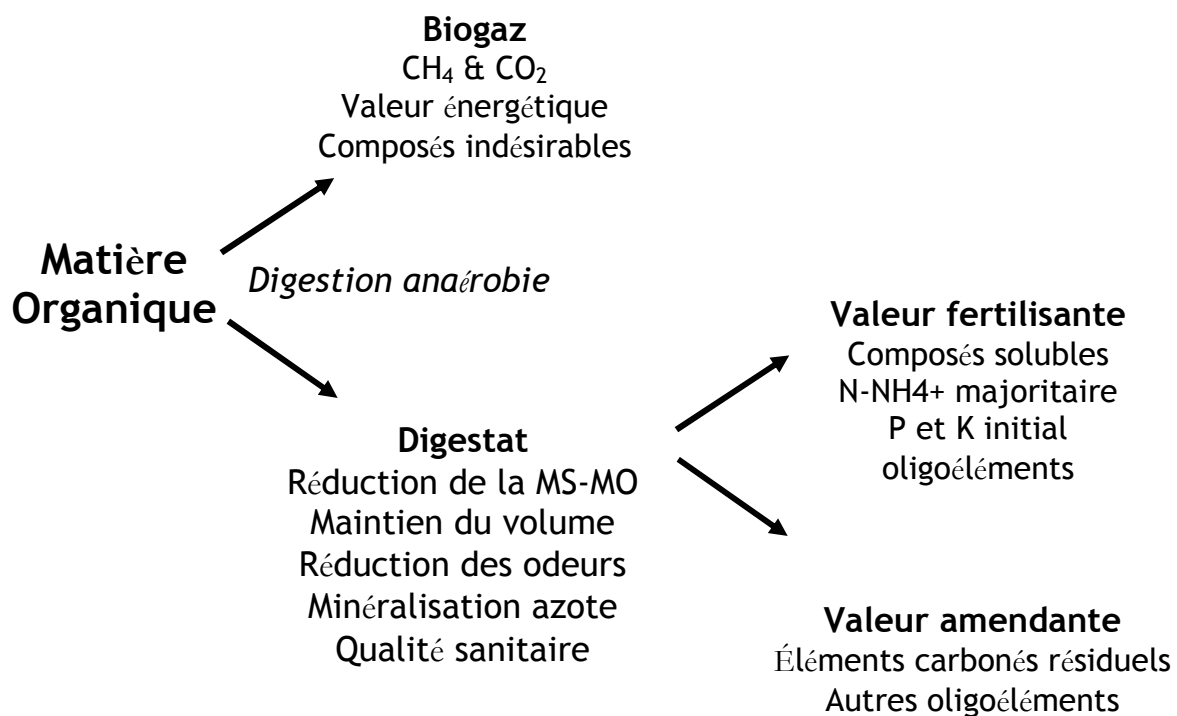 Biogaz
CH₄ & CO₂
Valeur énergétique
Composés indésirables
Matière
Organique
Digestion anaérobie
Digestat
Réduction de la MS-MO
Maintien du volume
Réduction des odeurs
Minéralisation azote
Qualité sanitaire
Valeur fertilisante
Composés solubles
N-NH4+ majoritaire
P et K initial
oligoéléments
Valeur amendante
Éléments carbonés résiduels
Autres oligoéléments